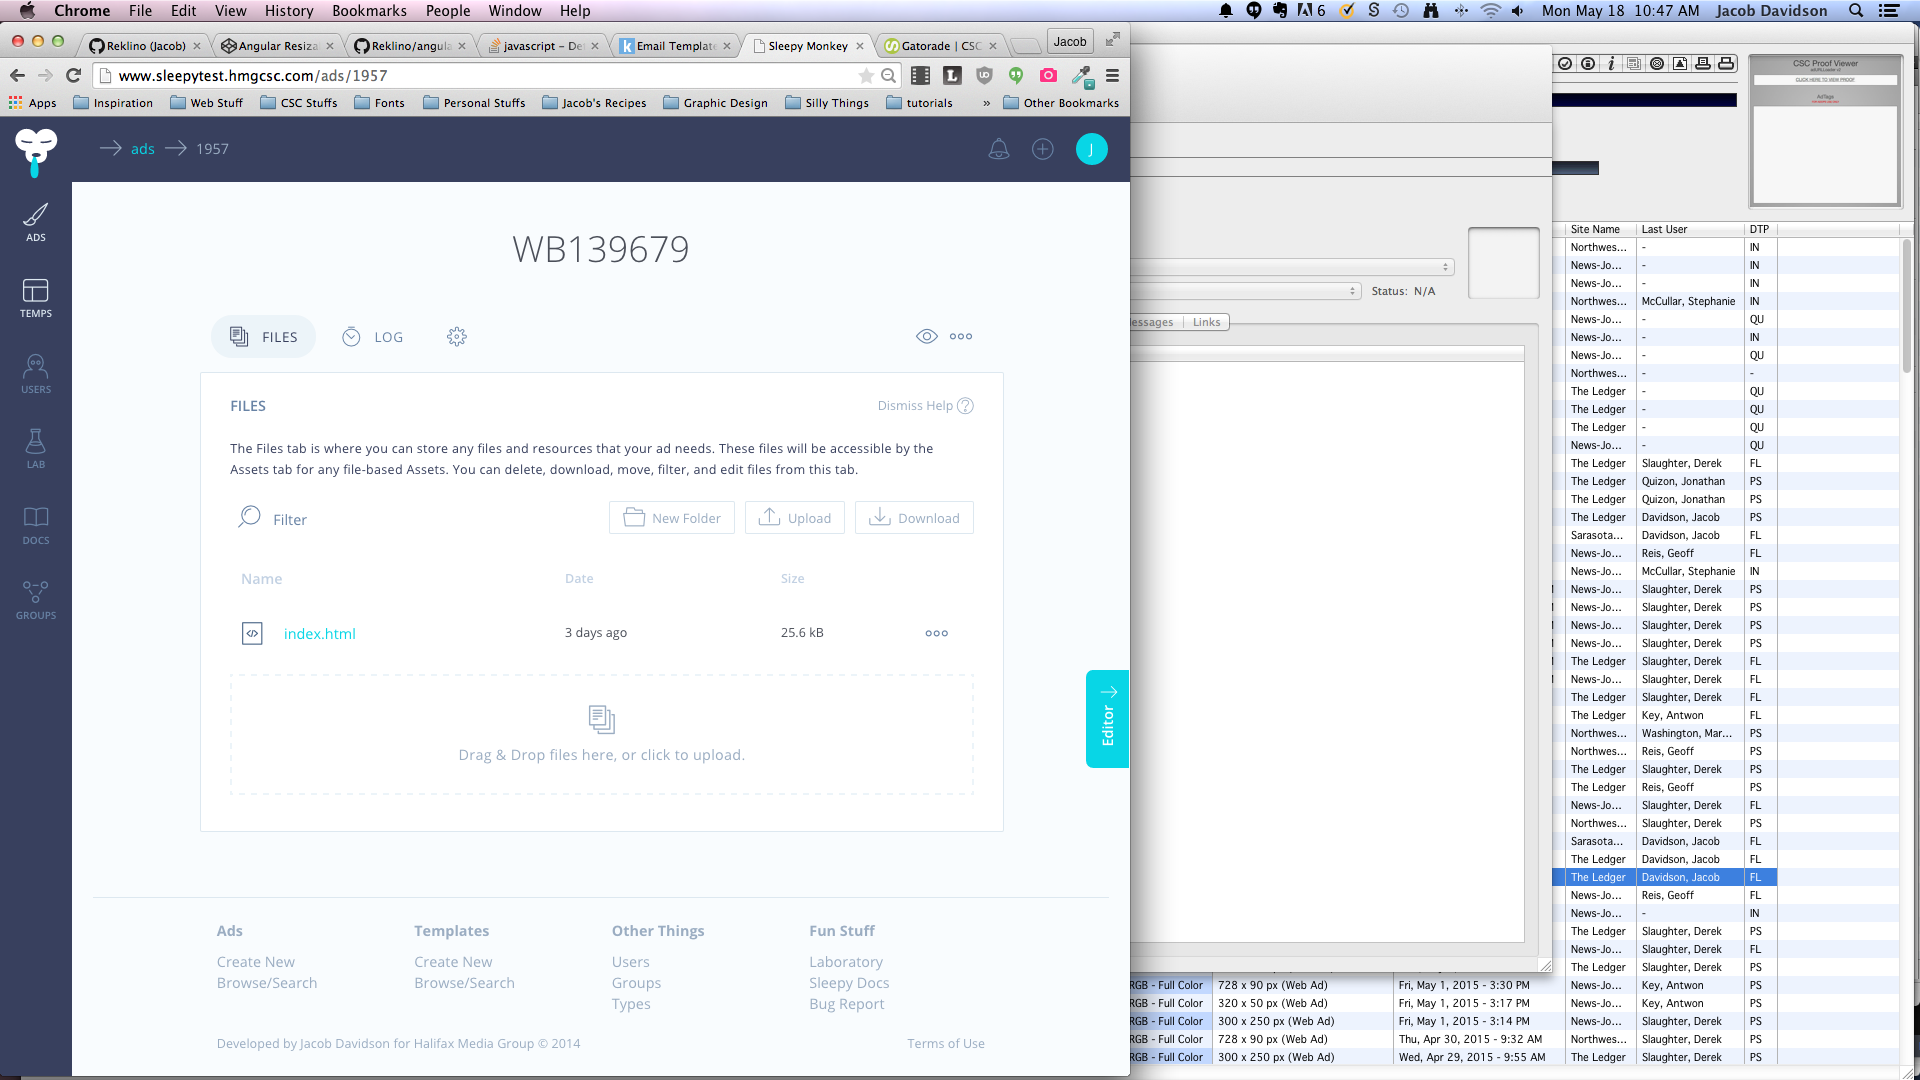 Chrome File Edit View History Bookmarks People Window Help
6 Mon May 18 10:47 AM Jacob Davidson
Reklino (Jacob)
Angular Resiza
Reklino/angula
Email Template
Sleepy Monkey
Gatorade | CSC
Jacob
www.sleepytest.hmgcsc.com/ads/1957
Apps Inspiration Web Stuff CSC Stuffs Fonts Personal Stuffs Jacob's Recipes Graphic Design Silly Things tutorials » Other Bookmarks
ads 1957
J
ADS
TEMPS
USERS
LAB
DOCS
GROUPS
WB139679
FILES LOG
FILES
Dismiss Help ?
The Files tab is where you can store any files and resources that your ad needs. These files will be accessible by the
Assets tab for any file-based Assets. You can delete, download, move, filter, and edit files from this tab.
Filter New Folder Upload Download
Name Date Size
index.html 3 days ago 25.6 kB
Drag & Drop files here, or click to upload.
Editor
Ads Templates Other Things Fun Stuff
Create New Create New Users Laboratory
Browse/Search Browse/Search Groups Sleepy Docs
Types Bug Report
Developed by Jacob Davidson for Halifax Media Group © 2014
Terms of Use
Status: N/A
essages Links
CSC Proof Viewer
CLICK HERE TO VIEW PROOF
AdTags
Site Name Last User DTP
Northwes... - IN
News-Jo... - IN
News-Jo... - IN
Northwes... McCullar, Stephanie IN
News-Jo... - QU
News-Jo... - IN
News-Jo... - QU
Northwes... - -
The Ledger - QU
The Ledger - QU
The Ledger - QU
News-Jo... - QU
The Ledger Slaughter, Derek FL
The Ledger Quizon, Jonathan PS
The Ledger Quizon, Jonathan PS
The Ledger Davidson, Jacob PS
Sarasota... Davidson, Jacob FL
News-Jo... Reis, Geoff FL
News-Jo... McCullar, Stephanie IN
News-Jo... Slaughter, Derek PS
News-Jo... Slaughter, Derek PS
News-Jo... Slaughter, Derek PS
News-Jo... Slaughter, Derek PS
The Ledger Slaughter, Derek FL
News-Jo... Slaughter, Derek FL
The Ledger Slaughter, Derek FL
The Ledger Key, Antwon FL
Northwes... Washington, Mar... PS
News-Jo... Reis, Geoff PS
The Ledger Slaughter, Derek PS
The Ledger Reis, Geoff PS
News-Jo... Slaughter, Derek FL
Northwes... Slaughter, Derek PS
Sarasota... Davidson, Jacob FL
The Ledger Davidson, Jacob FL
The Ledger Davidson, Jacob FL
News-Jo... Reis, Geoff FL
News-Jo... - IN
The Ledger Slaughter, Derek PS
News-Jo... Slaughter, Derek FL
The Ledger Slaughter, Derek PS
RGB - Full Color 728 x 90 px (Web Ad) Fri, May 1, 2015 - 3:30 PM News-Jo... Key, Antwon PS
RGB - Full Color 320 x 50 px (Web Ad) Fri, May 1, 2015 - 3:17 PM News-Jo... Key, Antwon PS
RGB - Full Color 300 x 250 px (Web Ad) Fri, May 1, 2015 - 3:14 PM News-Jo... Slaughter, Derek PS
RGB - Full Color 728 x 90 px (Web Ad) Thu, Apr 30, 2015 - 9:32 AM Northwes... Slaughter, Derek PS
RGB - Full Color 300 x 250 px (Web Ad) Wed, Apr 29, 2015 - 9:55 AM The Ledger Slaughter, Derek PS